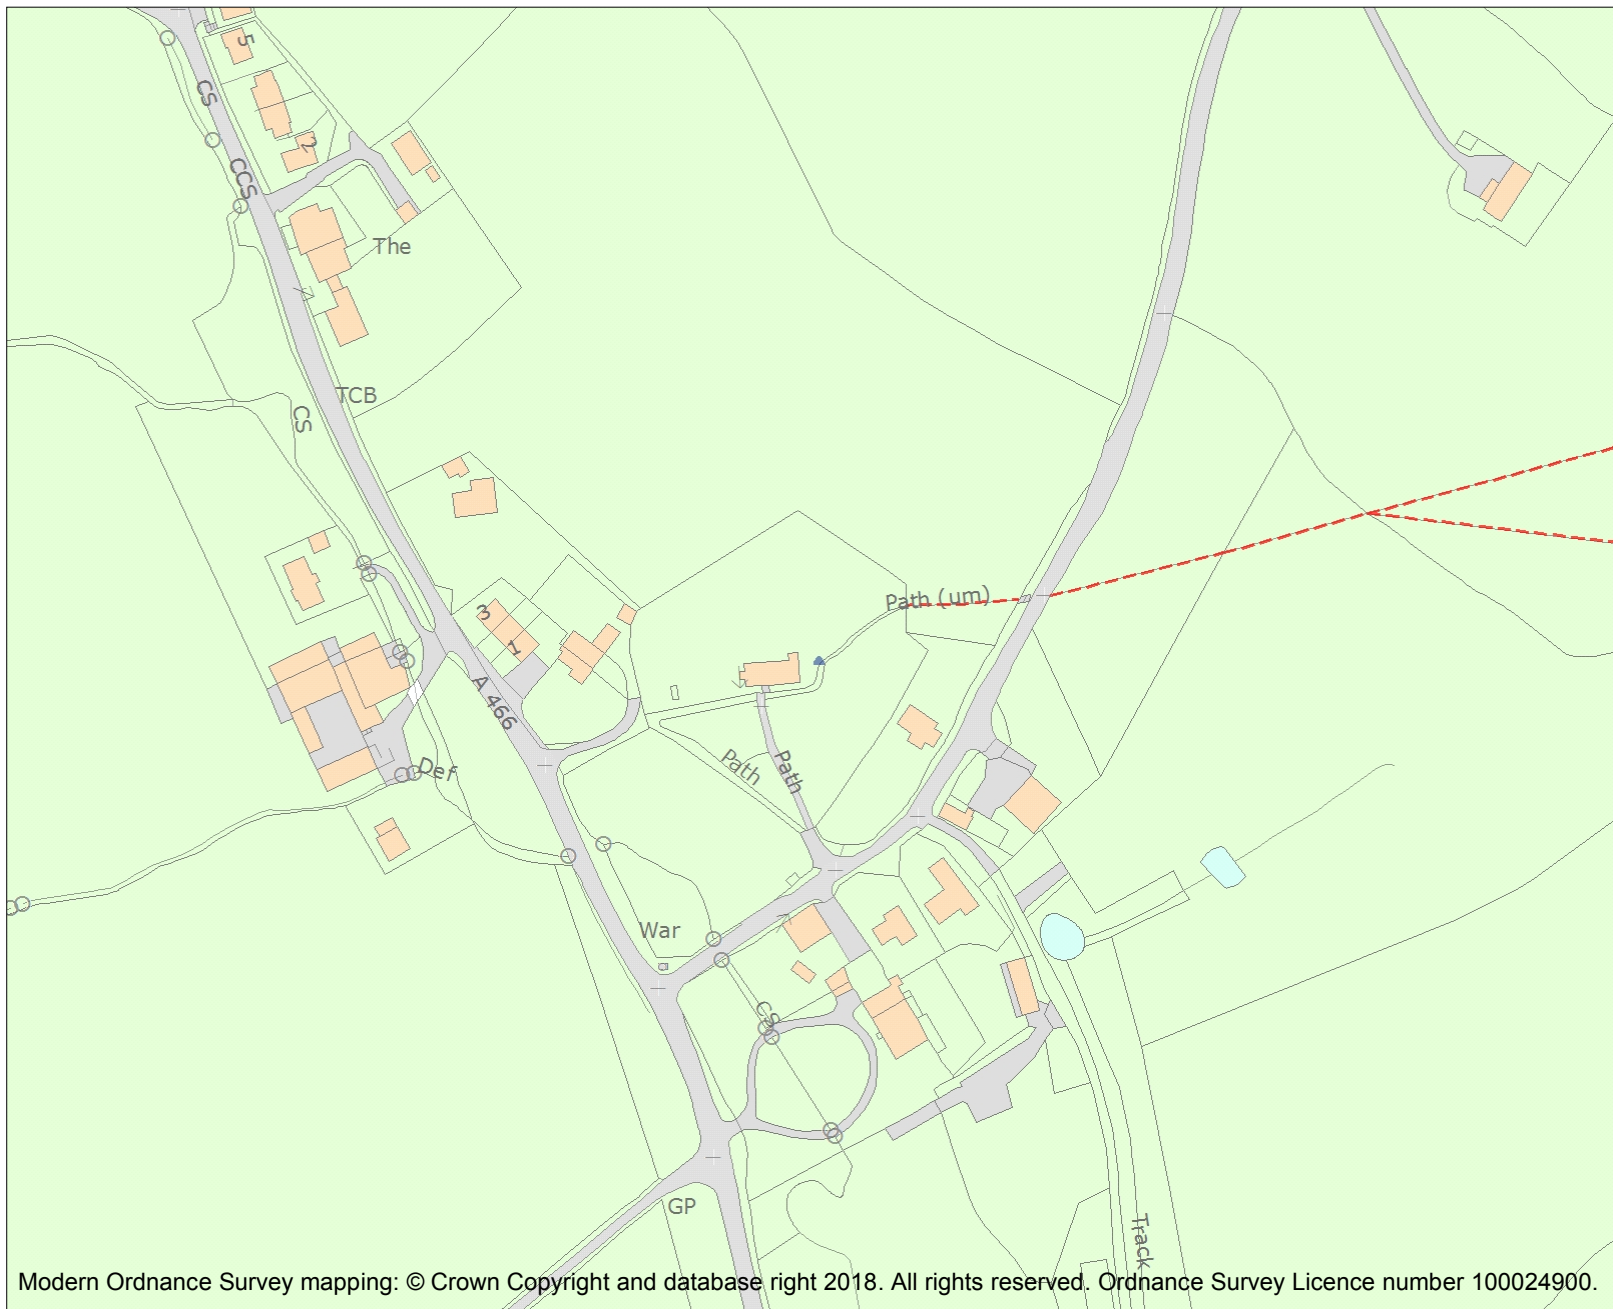 5
CS
2
CCS
The
TCB
CS
Path (um)
3
1
A 466
Path
Path
Def
War
CS
GP
Track
Modern Ordnance Survey mapping: © Crown Copyright and database right 2018. All rights reserved. Ordnance Survey Licence number 100024900.